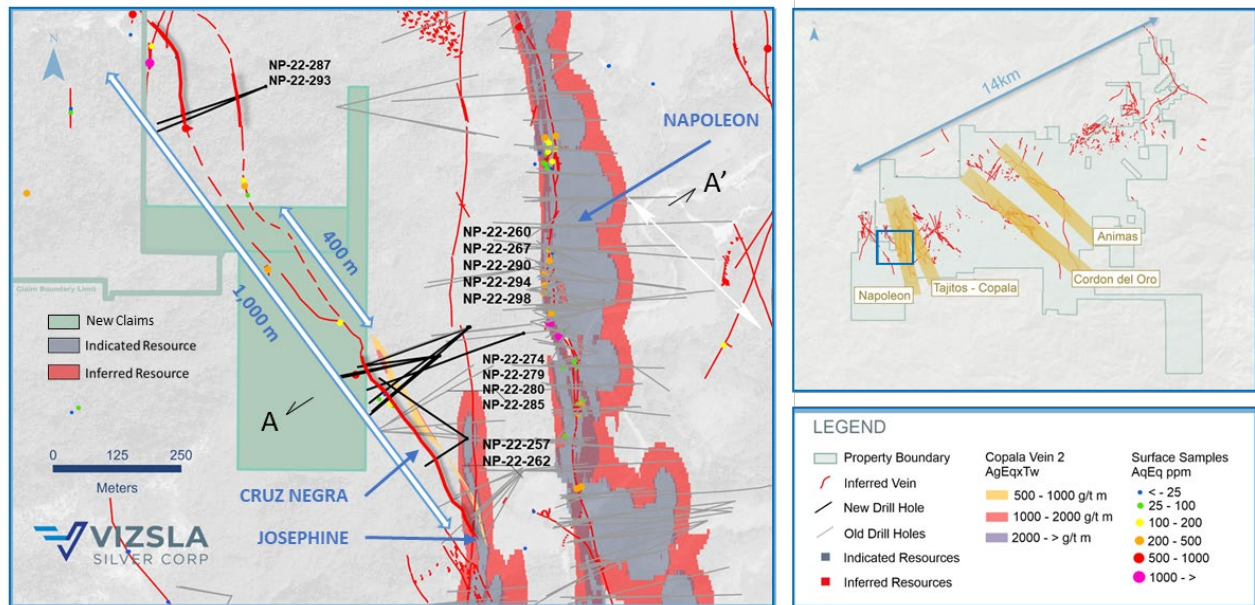 N
NP-22-287
NP-22-293
NAPOLEON
A'
NP-22-260
NP-22-267
NP-22-290
NP-22-294
NP-22-298
400 m
1,000 m
Claim Boundary Limit
New Claims
Indicated Resource
Inferred Resource
NP-22-274
NP-22-279
NP-22-280
NP-22-285
A
NP-22-257
NP-22-262
0 125 250
Meters
CRUZ NEGRA
JOSEPHINE
VIZSLA
SILVER CORP
14km
Animas
Cordon del Oro
Tajitos - Copala
Napoleon
LEGEND
Property Boundary
Inferred Vein
New Drill Hole
Old Drill Holes
Indicated Resources
Inferred Resources
Copala Vein 2
AgEqxTw
500 - 1000 g/t m
1000 - 2000 g/t m
2000 - > g/t m
Surface Samples
AqEq ppm
< - 25
25 - 100
100 - 200
200 - 500
500 - 1000
1000 - >